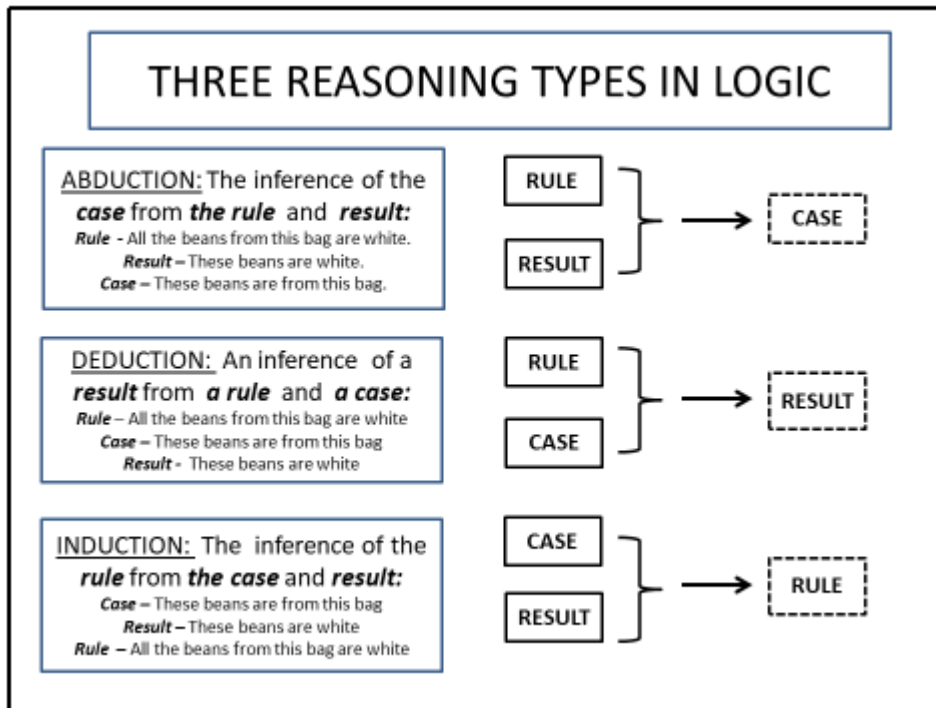 THREE REASONING TYPES IN LOGIC
ABDUCTION: The inference of the
case from the rule and result:
Rule - All the beans from this bag are white.
Result – These beans are white.
Case – These beans are from this bag.
RULE
RESULT
CASE
DEDUCTION: An inference of a
result from a rule and a case:
Rule – All the beans from this bag are white
Case – These beans are from this bag
Result - These beans are white
RULE
CASE
RESULT
INDUCTION: The inference of the
rule from the case and result:
Case – These beans are from this bag
Result – These beans are white
Rule – All the beans from this bag are white
CASE
RESULT
RULE